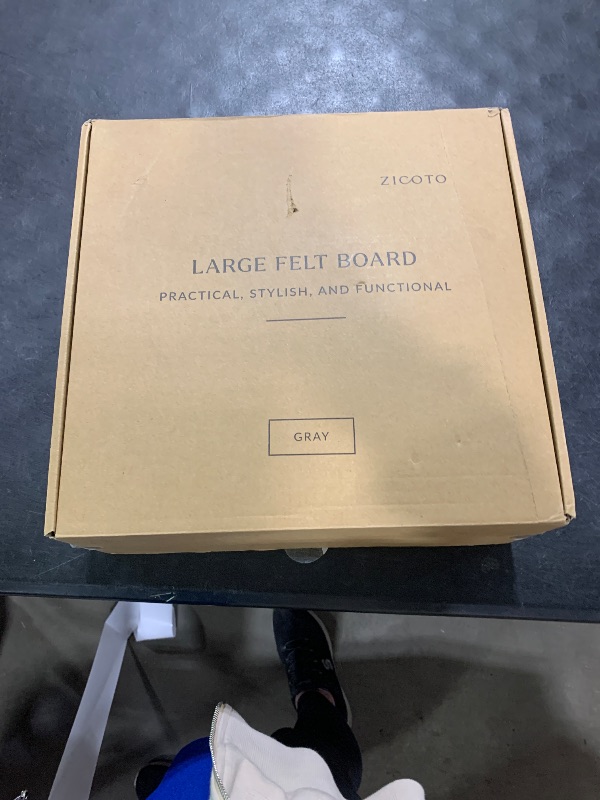 ZICOTO
LARGE FELT BOARD
PRACTICAL, STYLISH, AND FUNCTIONAL
GRAY